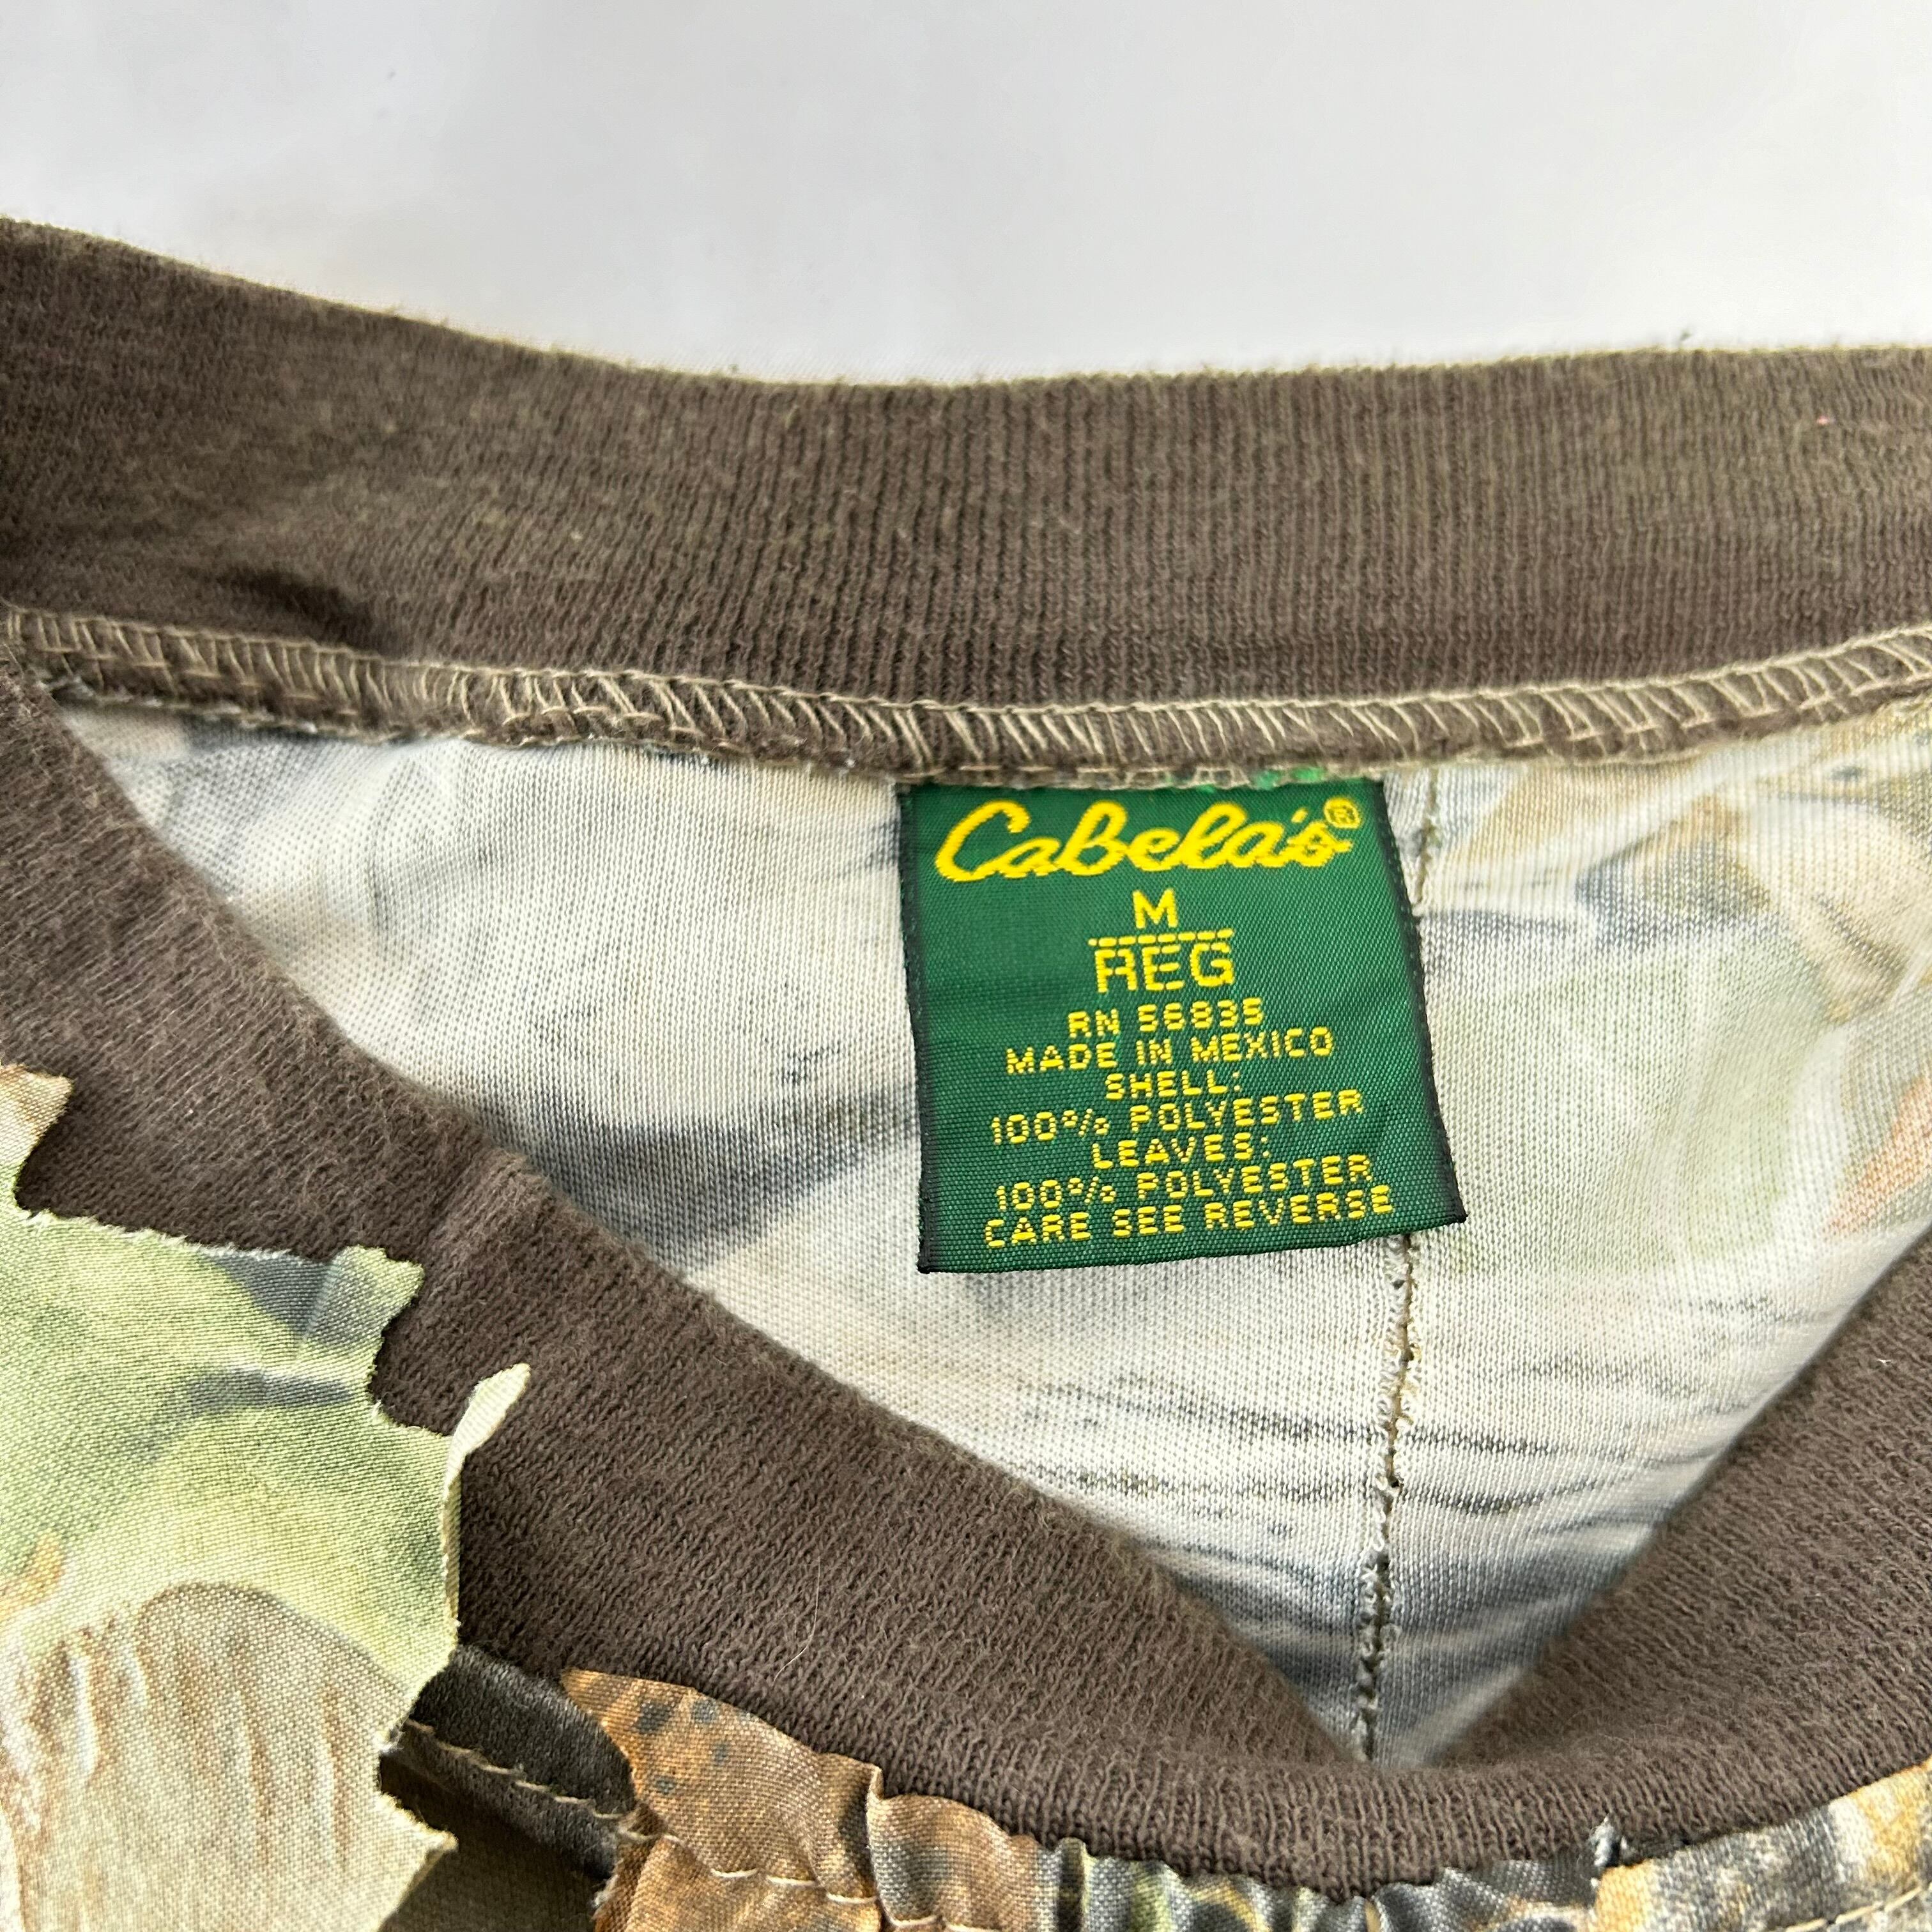 Cabela's®
M
REG
RN 56835
MADE IN MEXICO
SHELL:
100% POLYESTER
LEAVES:
100% POLYESTER
CARE SEE REVERSE